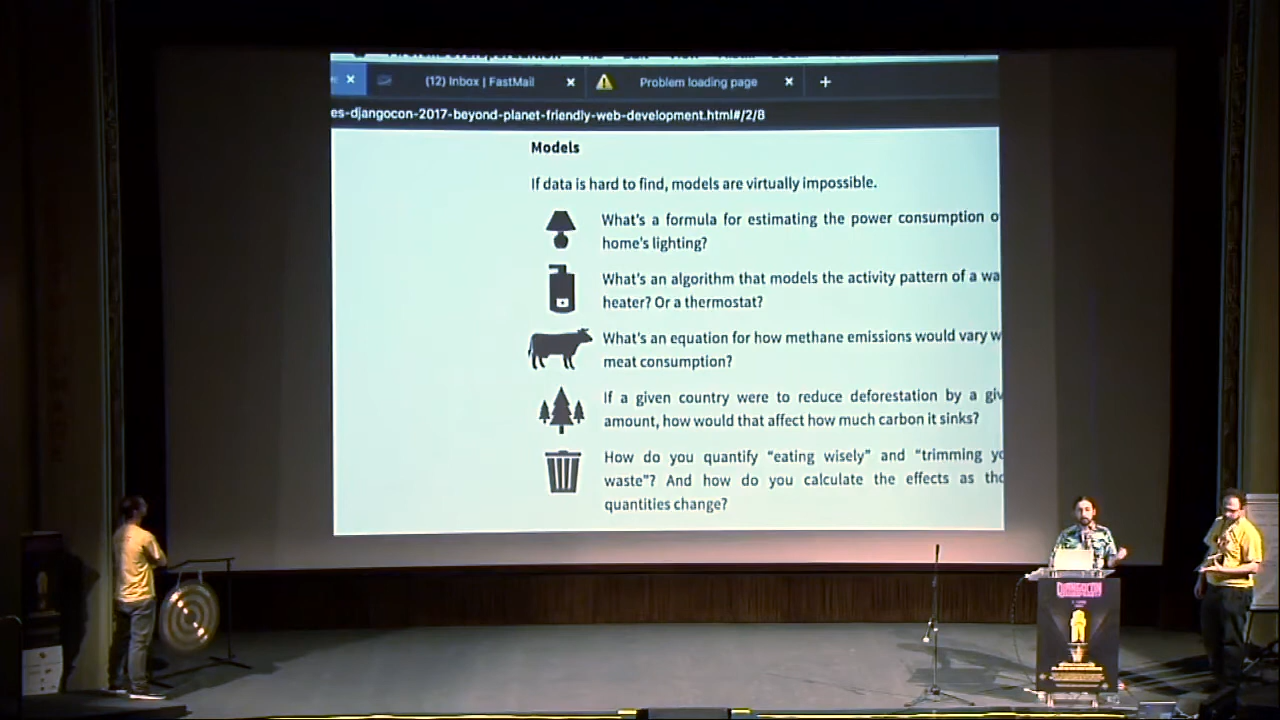 (12) Inbox | FastMail
Problem loading page
es-djangocon-2017-beyond-planet-friendly-web-development.html#/2/8
Models
If data is hard to find, models are virtually impossible.
What's a formula for estimating the power consumption o
home's lighting?
What's an algorithm that models the activity pattern of a wa
heater? Or a thermostat?
What's an equation for how methane emissions would vary w
meat consumption?
If a given country were to reduce deforestation by a giv
amount, how would that affect how much carbon it sinks?
How do you quantify “eating wisely” and “trimming yo
waste”? And how do you calculate the effects as tho
quantities change?
DJANGOCON